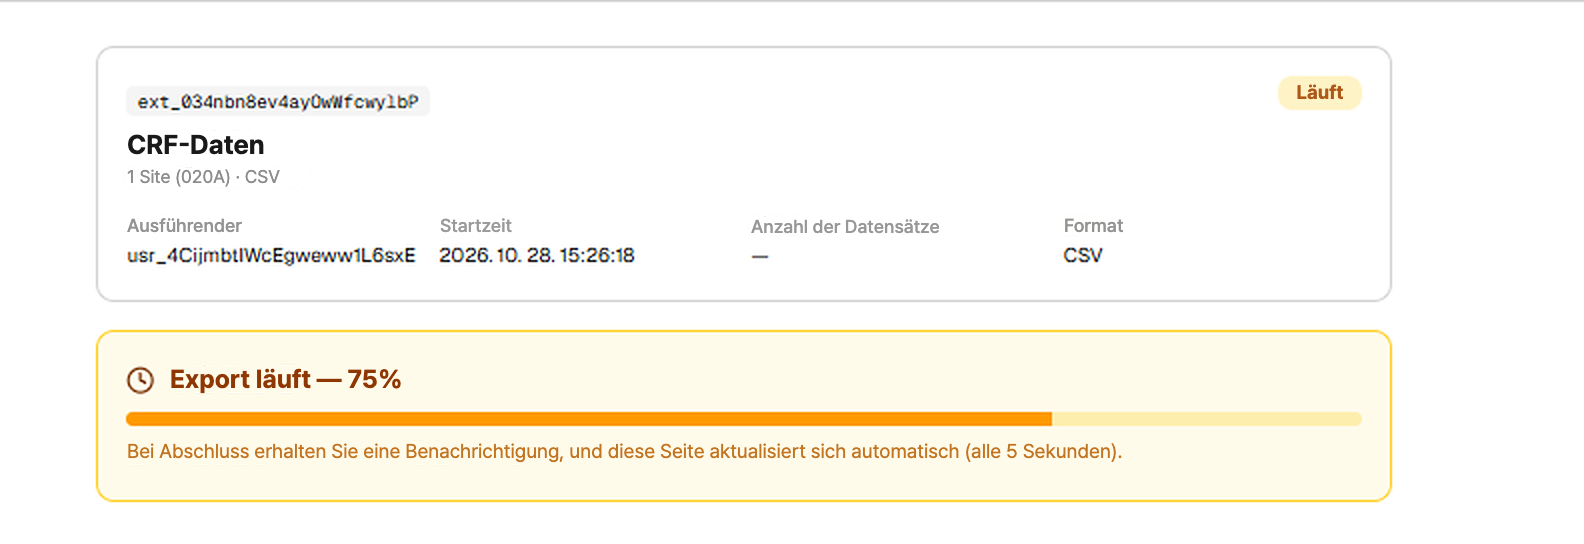 ext_034nbn8ev4ayOwWfcwylbP
Läuft
CRF-Daten
1 Site (020A) · CSV
Ausführender
usr_4CijmbtIWcEgweww1L6sxE
Startzeit
2026. 10. 28. 15:26:18
Anzahl der Datensätze
—
Format
CSV
Export läuft — 75%
Bei Abschluss erhalten Sie eine Benachrichtigung, und diese Seite aktualisiert sich automatisch (alle 5 Sekunden).